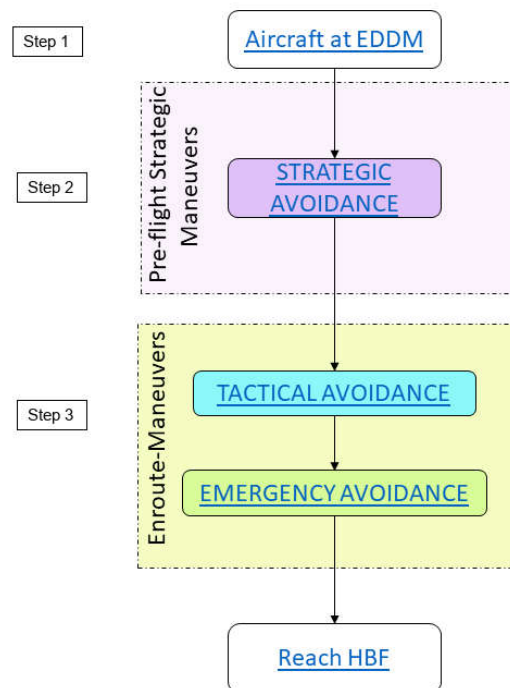 Step 1
Aircraft at EDDM
Pre-flight Strategic
Maneuvers
Step 2
STRATEGIC
AVOIDANCE
Enroute-Maneuvers
Step 3
TACTICAL AVOIDANCE
EMERGENCY AVOIDANCE
Reach HBF